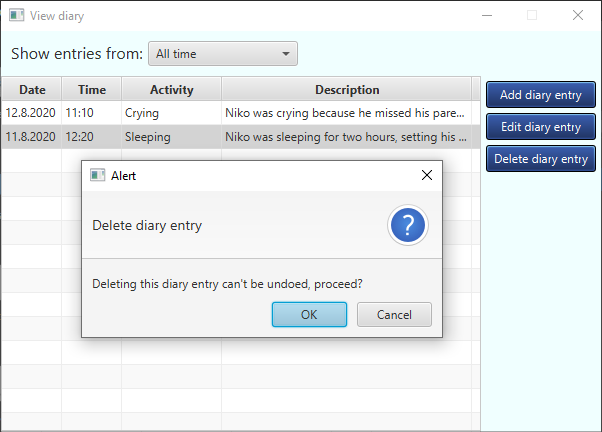 View diary
Show entries from: All time
Date Time Activity Description
12.8.2020 11:10 Crying Niko was crying because he missed his pare...
11.8.2020 12:20 Sleeping Niko was sleeping for two hours, setting his ...
Add diary entry
Edit diary entry
Delete diary entry
Alert
Delete diary entry
?
Deleting this diary entry can't be undoed, proceed?
OK Cancel